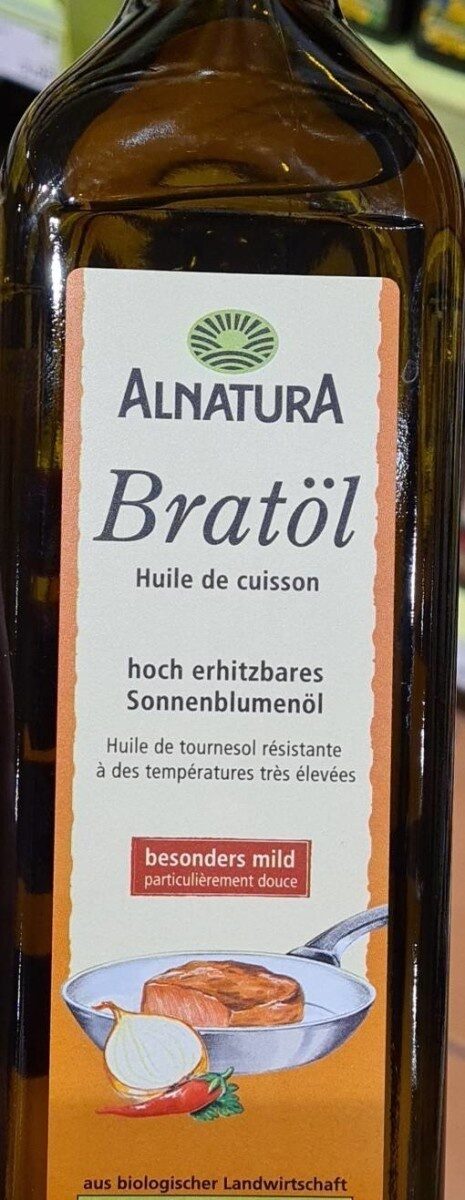 ALNATURA
Bratöl
Huile de cuisson
hoch erhitzbares
Sonnenblumenöl
Huile de tournesol résistante
à des températures très élevées
besonders mild
particulièrement douce
aus biologischer Landwirtschaft